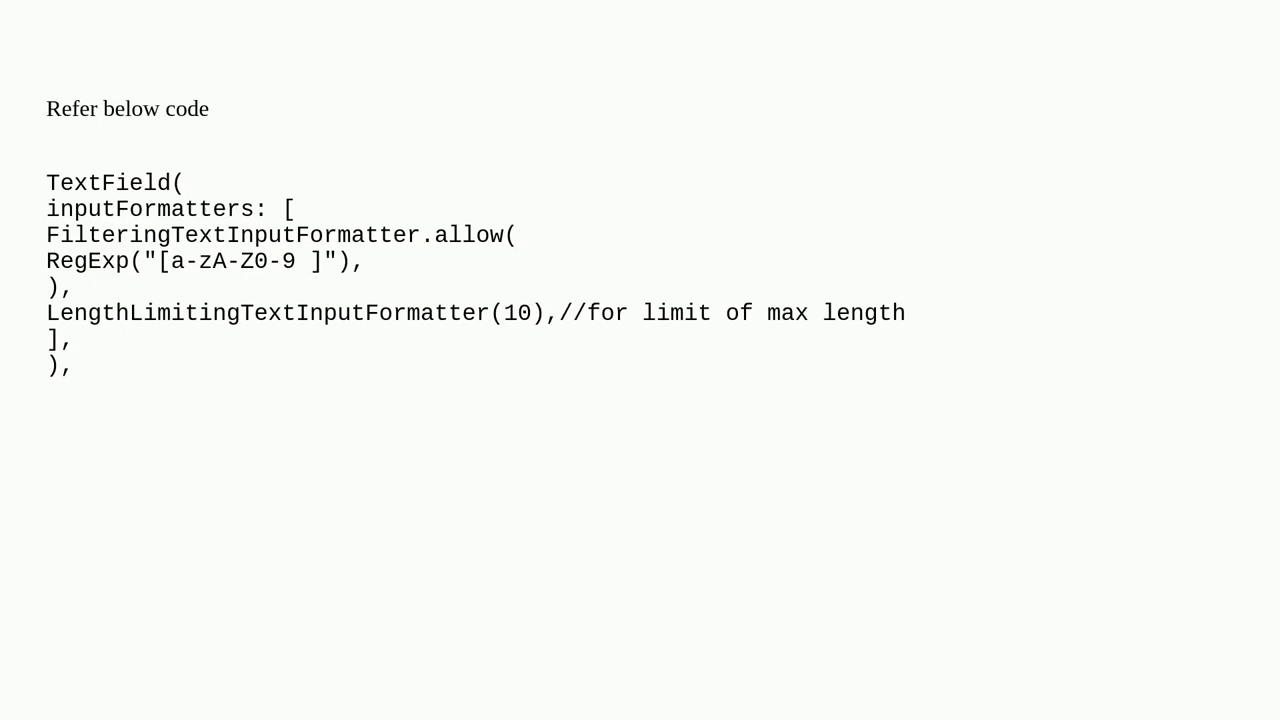 Refer below code
TextField(
inputFormatters: [
FilteringTextInputFormatter.allow(
RegExp("[a-zA-Z0-9 ]"),
),
LengthLimitingTextInputFormatter(10),//for limit of max length
],
),